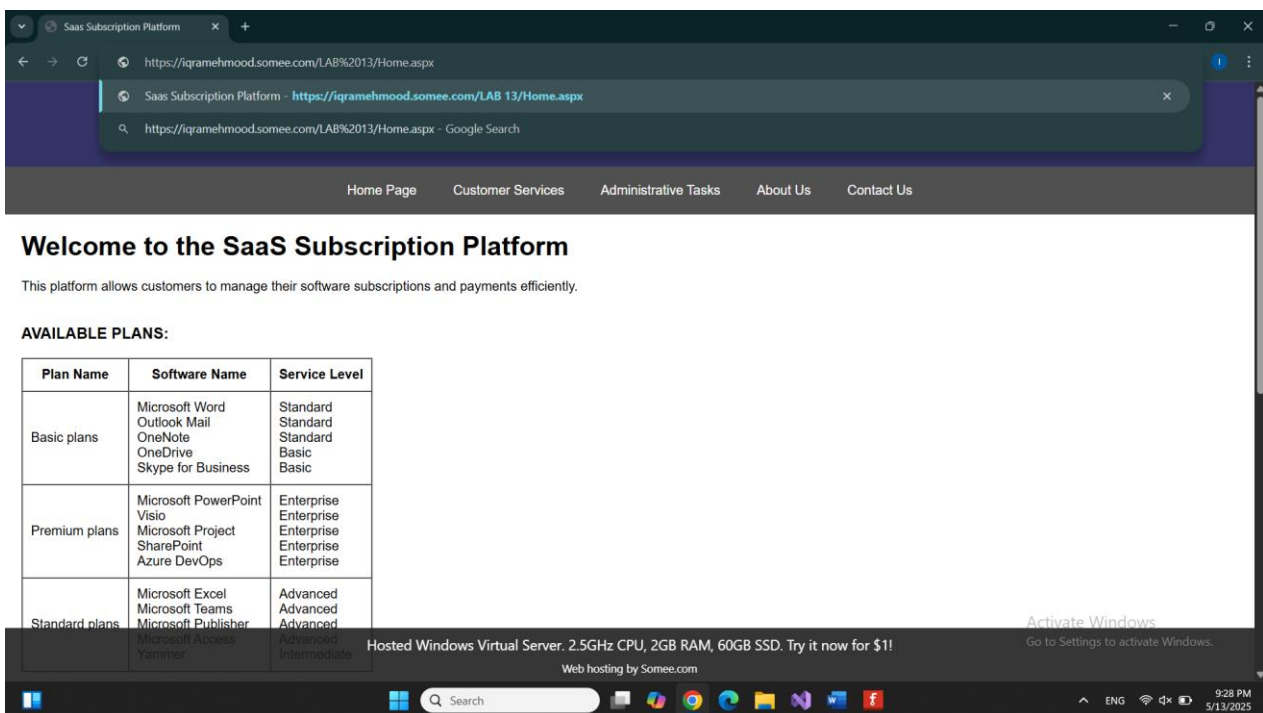 Saas Subscription Platform
https://iqramehmood.somee.com/LAB%2013/Home.aspx
I
Saas Subscription Platform - https://iqramehmood.somee.com/LAB 13/Home.aspx
https://iqramehmood.somee.com/LAB%2013/Home.aspx - Google Search
Home Page Customer Services Administrative Tasks About Us Contact Us
Welcome to the SaaS Subscription Platform
This platform allows customers to manage their software subscriptions and payments efficiently.
AVAILABLE PLANS:
Plan Name Software Name Service Level
Microsoft Word Standard
Outlook Mail Standard
Basic plans OneNote Standard
OneDrive Basic
Skype for Business Basic
Microsoft PowerPoint Enterprise
Visio Enterprise
Premium plans Microsoft Project Enterprise
SharePoint Enterprise
Azure DevOps Enterprise
Microsoft Excel Advanced
Microsoft Teams Advanced
Standard plans Microsoft Publisher Advanced
Microsoft Access Advanced
Yammer Intermediate
Activate Windows
Go to Settings to activate Windows.
Hosted Windows Virtual Server. 2.5GHz CPU, 2GB RAM, 60GB SSD. Try it now for $1!
Web hosting by Somee.com
Search
ENG
9:28 PM
5/13/2025